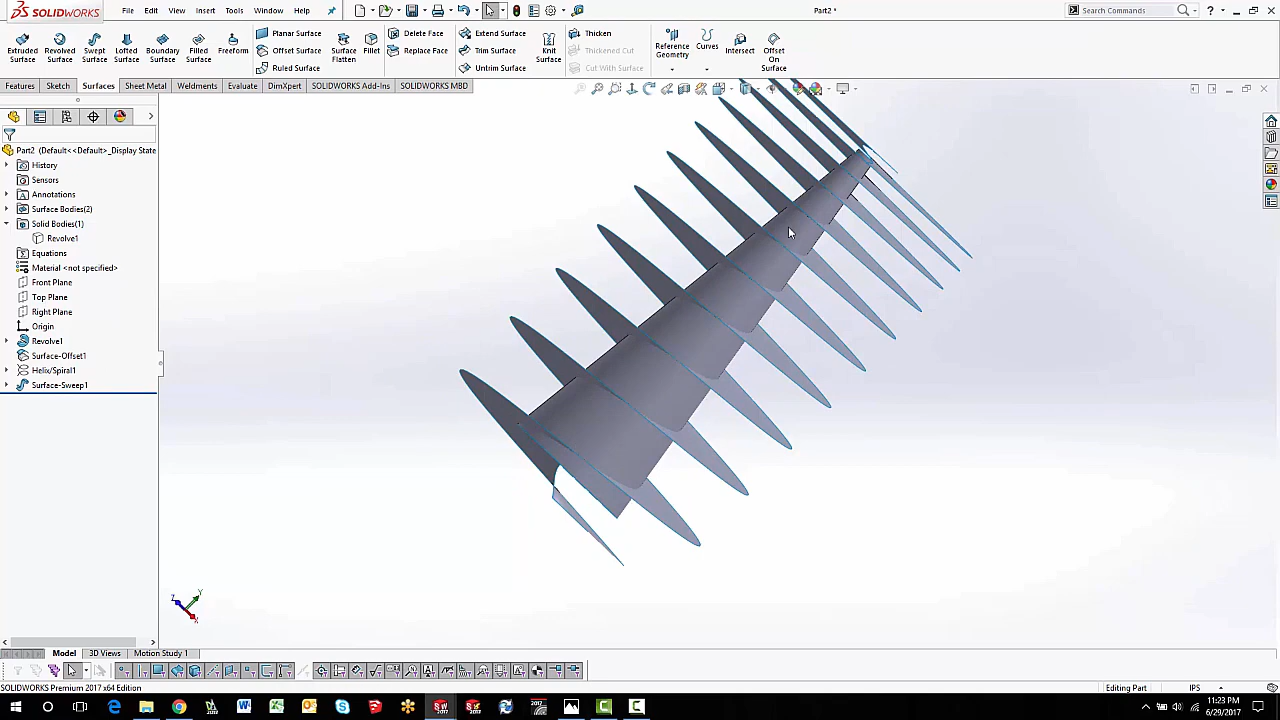 SOLIDWORKS
File Edit View Insert Tools Window Help
Part2 *
Search Commands
Extruded Surface
Revolved Surface
Swept Surface
Lofted Surface
Boundary Surface
Filled Surface
Freeform
Planar Surface
Offset Surface
Ruled Surface
Surface Flatten
Fillet
Delete Face
Replace Face
Extend Surface
Trim Surface
Untrim Surface
Knit Surface
Thicken
Thickened Cut
Cut With Surface
Reference Geometry
Curves
Intersect
Offset On Surface
Features Sketch Surfaces Sheet Metal Weldments Evaluate DimXpert SOLIDWORKS Add-Ins SOLIDWORKS MBD
Part2 (Default<<Default>_Display State
History
Sensors
Annotations
Surface Bodies(2)
Solid Bodies(1)
Revolve1
Equations
Material <not specified>
Front Plane
Top Plane
Right Plane
Origin
Revolve1
Surface-Offset1
Helix/Spiral1
Surface-Sweep1
Y
Z
X
Model 3D Views Motion Study 1
SOLIDWORKS Premium 2017 x64 Edition
Editing Part
IPS
11:23 PM
6/29/2017